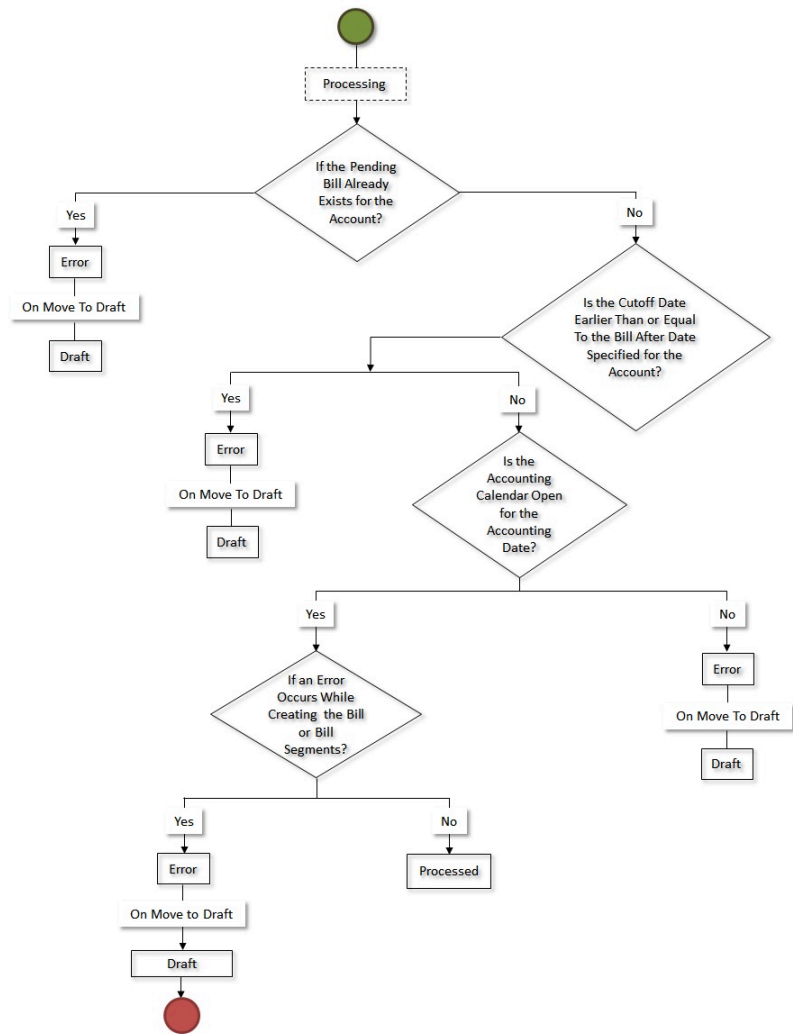 Processing
If the Pending
Bill Already
Exists for the
Account?
Yes
No
Error
On Move To Draft
Draft
Is the Cutoff Date
Earlier Than or Equal
To the Bill After Date
Specified for the
Account?
Yes
No
Error
On Move To Draft
Draft
Is the
Accounting
Calendar Open
for the
Accounting
Date?
Yes
No
Error
On Move To Draft
Draft
If an Error
Occurs While
Creating the Bill
or Bill
Segments?
Yes
No
Error
Processed
On Move to Draft
Draft